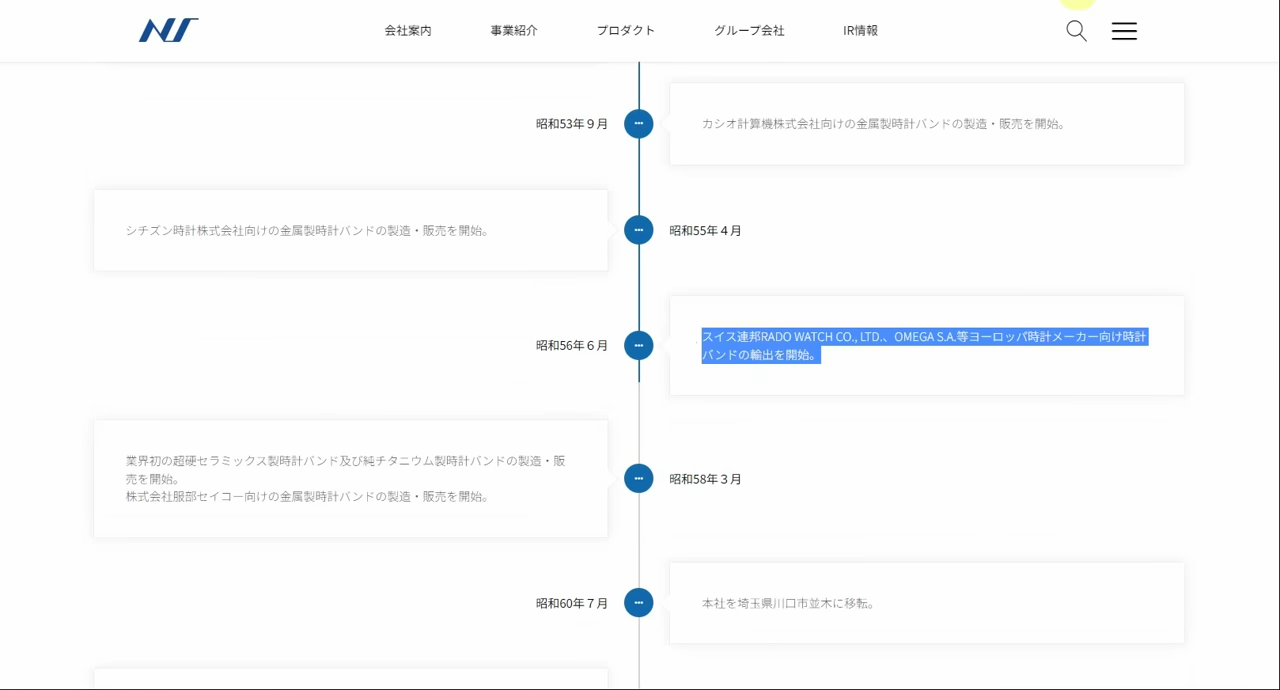 会社案内
事業紹介
プロダクト
グループ会社
IR情報
昭和53年９月
カシオ計算機株式会社向けの金属製時計バンドの製造・販売を開始。
シチズン時計株式会社向けの金属製時計バンドの製造・販売を開始。
昭和55年４月
昭和56年６月
スイス連邦RADO WATCH CO., LTD.、OMEGA S.A.等ヨーロッパ時計メーカー向け時計
バンドの輸出を開始。
業界初の超硬セラミックス製時計バンド及び純チタニウム製時計バンドの製造・販
売を開始。
株式会社服部セイコー向けの金属製時計バンドの製造・販売を開始。
昭和58年３月
昭和60年７月
本社を埼玉県川口市並木に移転。